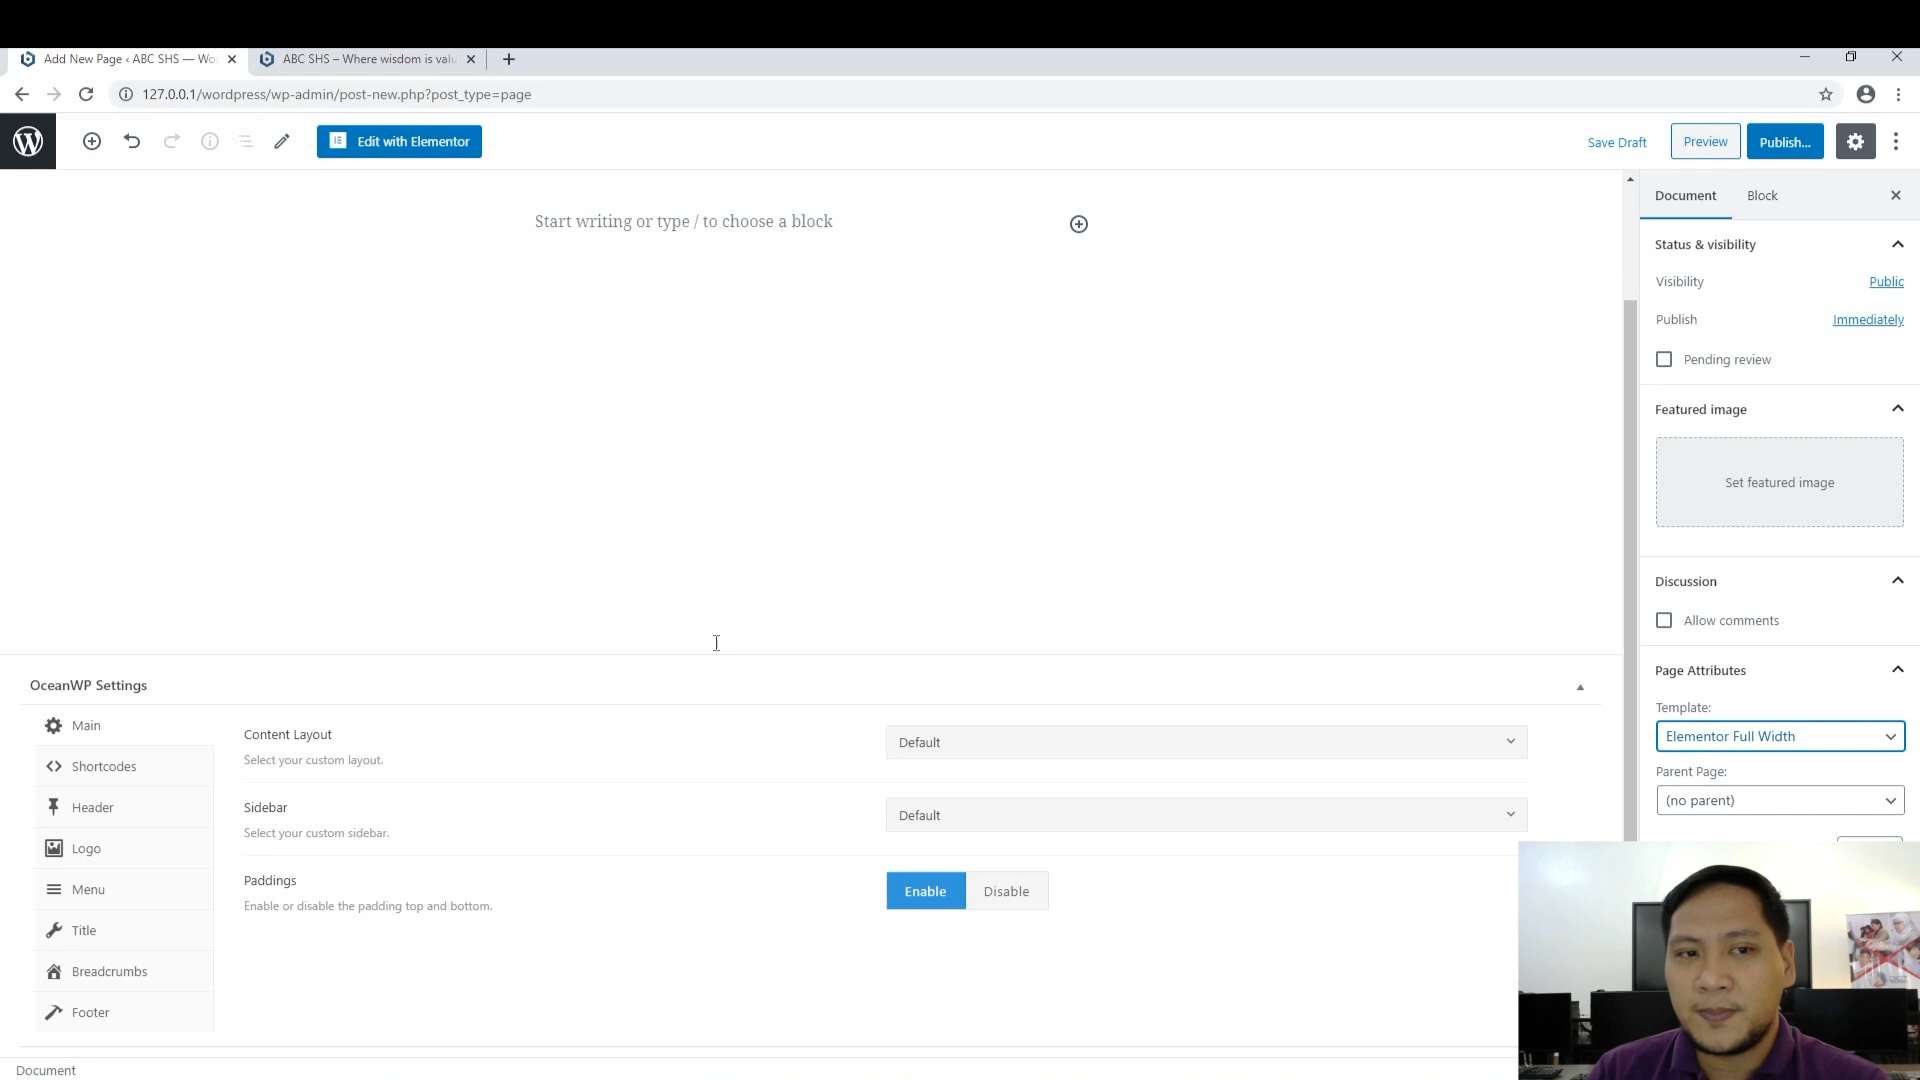 Add New Page ‹ ABC SHS — Wo
ABC SHS – Where wisdom is valu
127.0.0.1/wordpress/wp-admin/post-new.php?post_type=page
Edit with Elementor
Save Draft
Preview
Publish...
Start writing or type / to choose a block
Document
Block
Status & visibility
Visibility
Public
Publish
Immediately
Pending review
Featured image
Set featured image
Discussion
Allow comments
Page Attributes
Template:
Elementor Full Width
Parent Page:
(no parent)
OceanWP Settings
Main
Shortcodes
Header
Logo
Menu
Title
Breadcrumbs
Footer
Content Layout
Select your custom layout.
Default
Sidebar
Select your custom sidebar.
Default
Paddings
Enable or disable the padding top and bottom.
Enable
Disable
Document